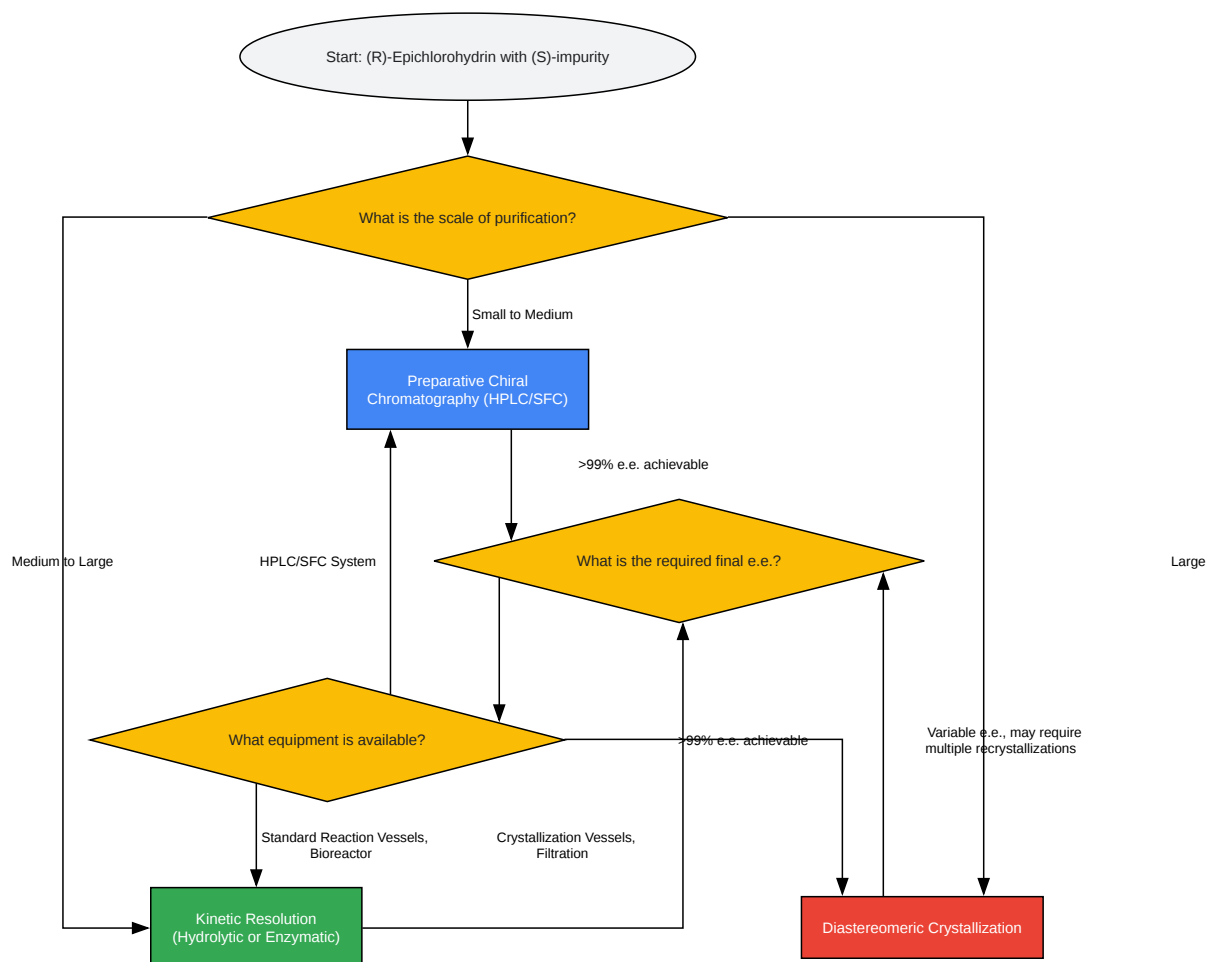 Start: (R)-Epichlorohydrin with (S)-impurity
What is the scale of purification?
Small to Medium
Preparative Chiral
Chromatography (HPLC/SFC)
>99% e.e. achievable
Medium to Large
HPLC/SFC System
What is the required final e.e.?
Large
What equipment is available?
>99% e.e. achievable
Variable e.e., may require
multiple recrystallizations
Standard Reaction Vessels,
Bioreactor
Crystallization Vessels,
Filtration
Kinetic Resolution
(Hydrolytic or Enzymatic)
Diastereomeric Crystallization